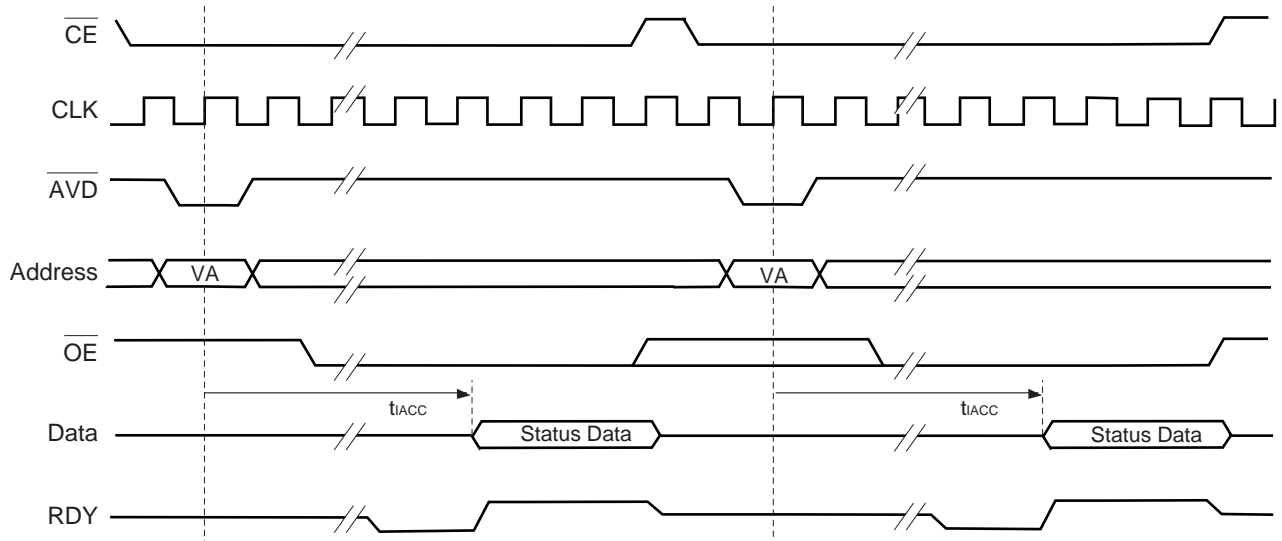 CE
CLK
AVD
Address
VA
VA
OE
tIACC
tIACC
Data
Status Data
Status Data
RDY